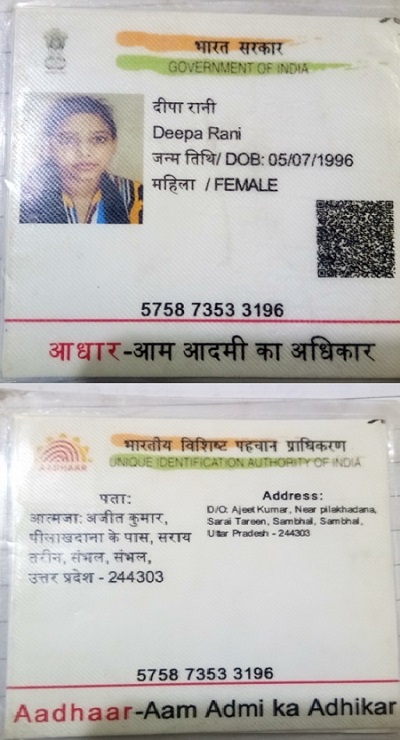 भारत सरकार
GOVERNMENT OF INDIA
दीपा रानी
Deepa Rani
जन्म तिथि/ DOB: 05/07/1996
महिला / FEMALE
5758 7353 3196
आधार-आम आदमी का अधिकार
भारतीय विशिष्ट पहचान प्राधिकरण
UNIQUE IDENTIFICATION AUTHORITY OF INDIA
AADHAAR
पता:
आत्मजा: अजीत कुमार,
पीलाखदाना के पास, सराय
तरीन, संभल, संभल,
उत्तर प्रदेश - 244303
Address:
D/O: Ajeet Kumar, Near pilakhadana,
Sarai Tareen, Sambhal, Sambhal,
Uttar Pradesh - 244303
5758 7353 3196
Aadhaar-Aam Admi ka Adhikar